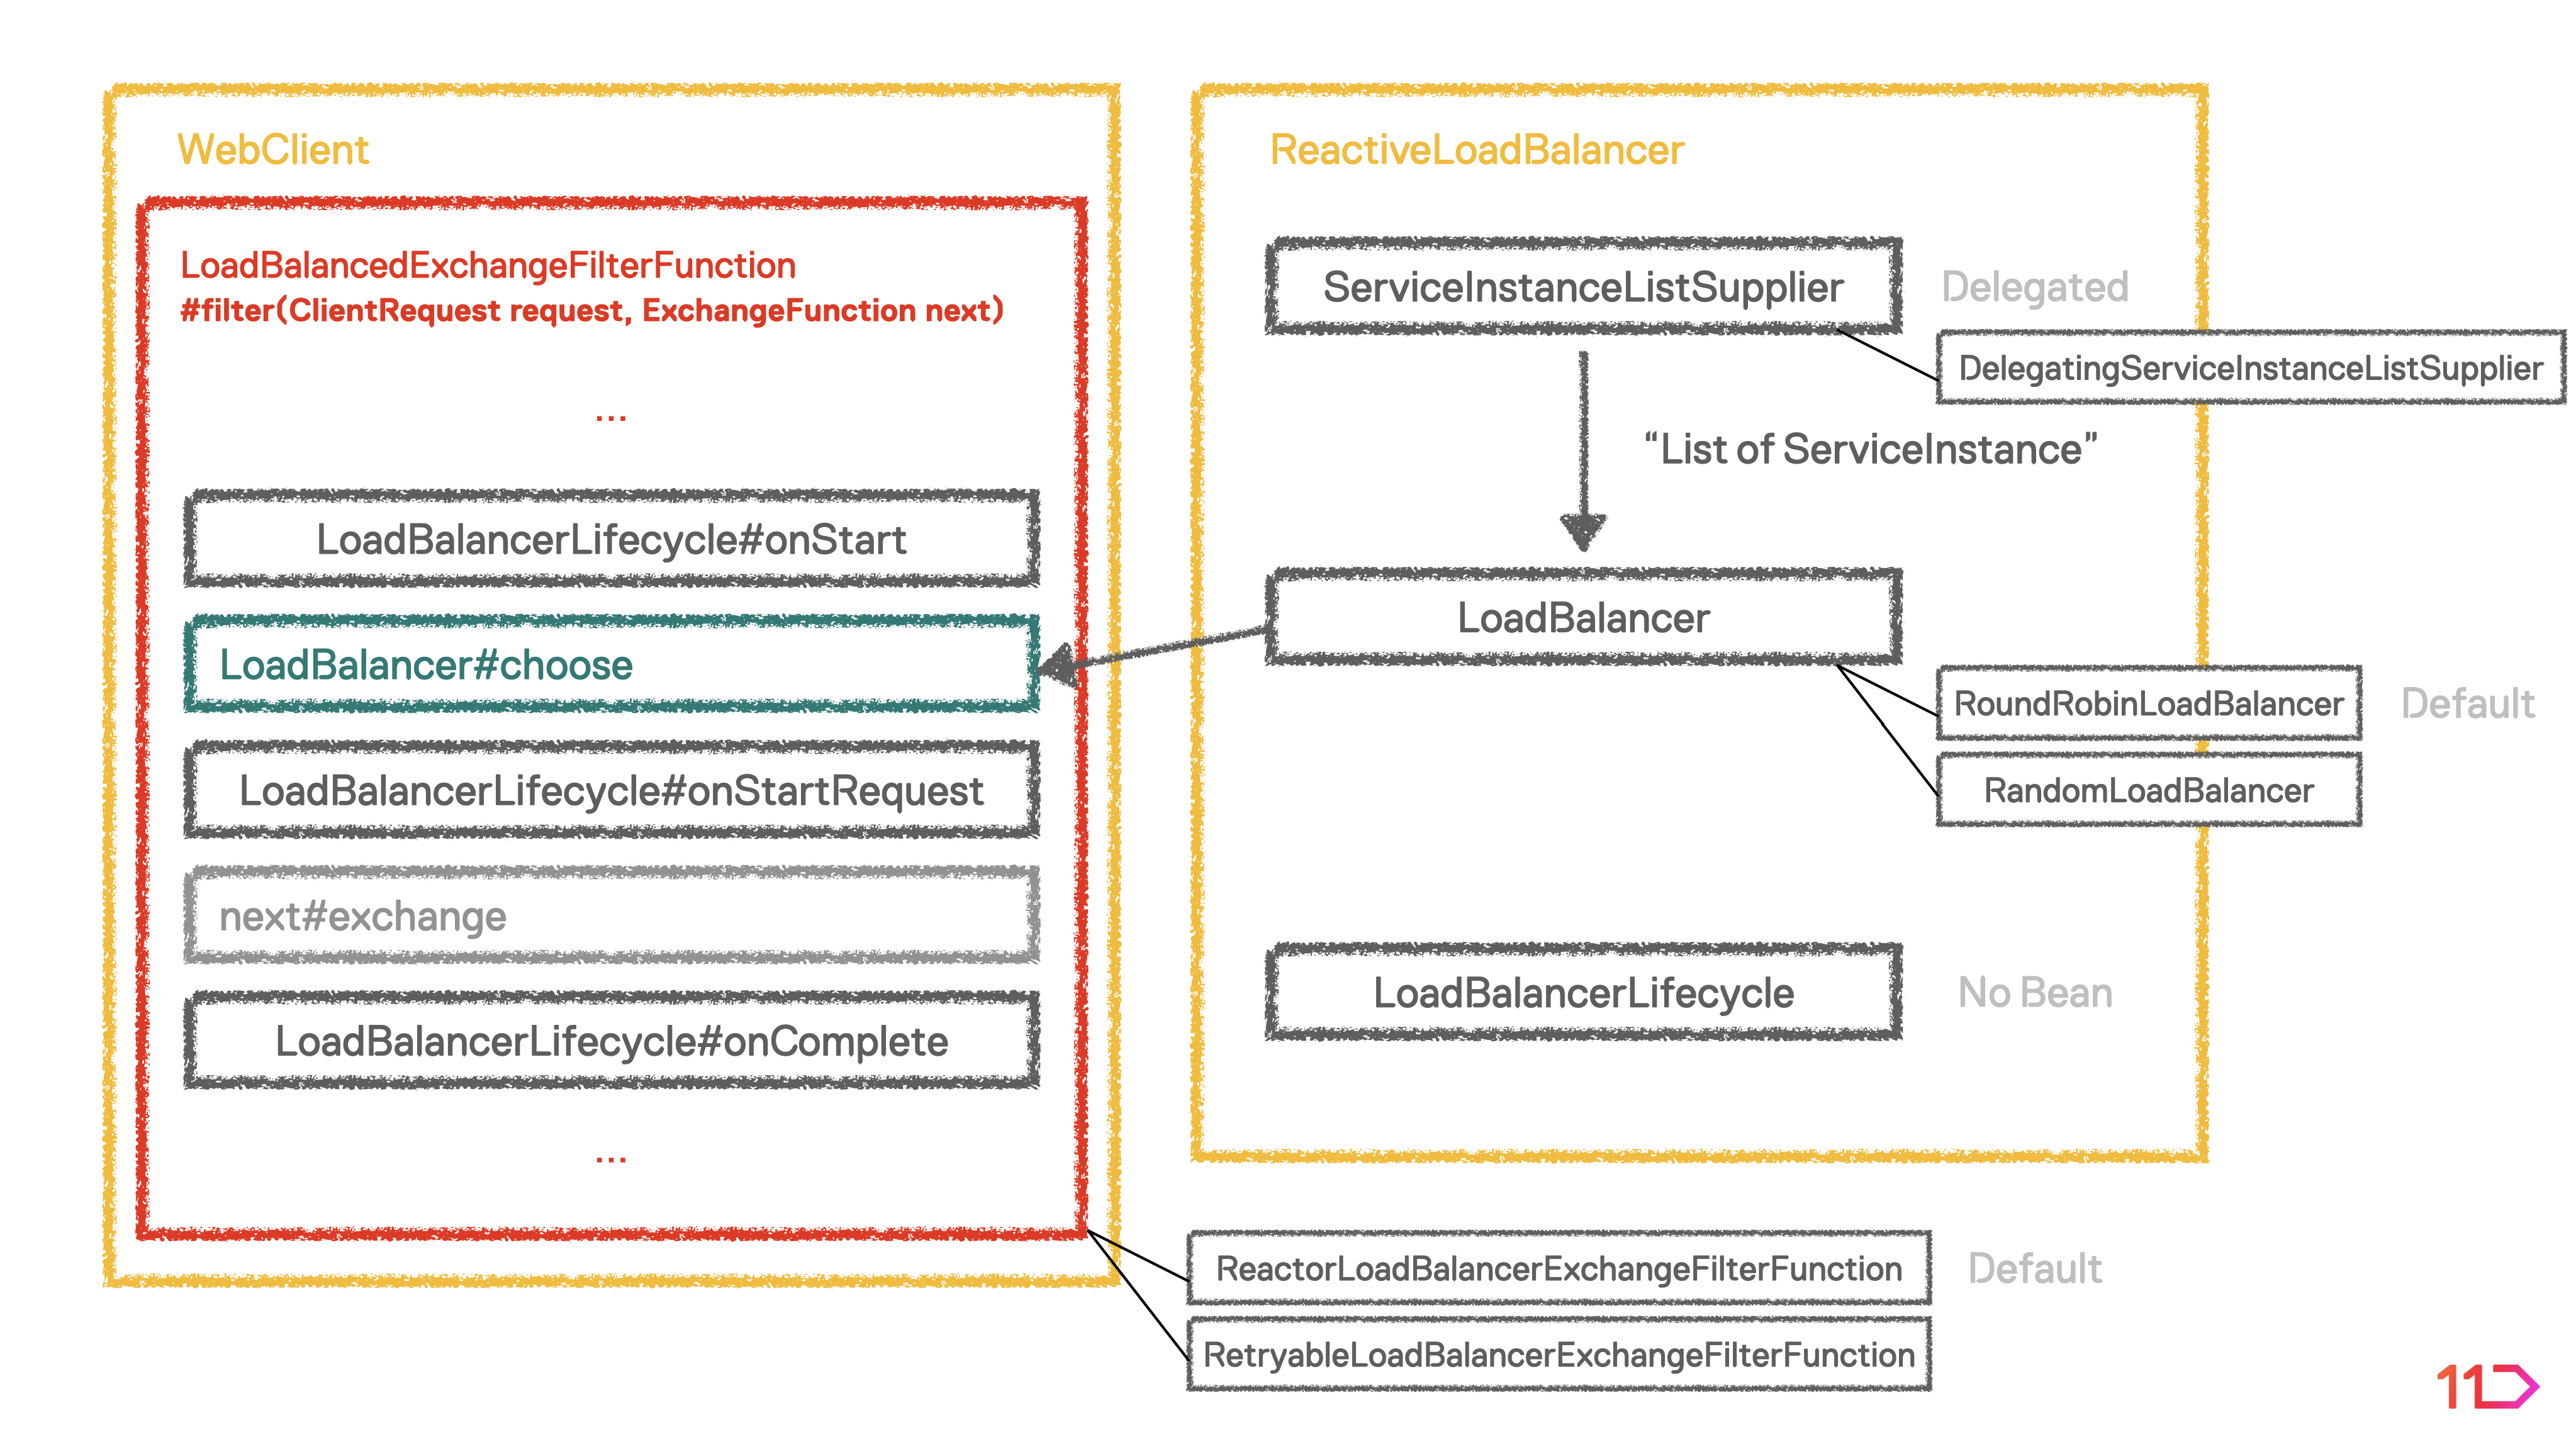 WebClient
LoadBalancedExchangeFilterFunction
#filter(ClientRequest request, ExchangeFunction next)
...
LoadBalancerLifecycle#onStart
LoadBalancer#choose
LoadBalancerLifecycle#onStartRequest
next#exchange
LoadBalancerLifecycle#onComplete
...
ReactiveLoadBalancer
ServiceInstanceListSupplier
Delegated
DelegatingServiceInstanceListSupplier
“List of ServiceInstance”
LoadBalancer
RoundRobinLoadBalancer
Default
RandomLoadBalancer
LoadBalancerLifecycle
No Bean
ReactorLoadBalancerExchangeFilterFunction
Default
RetryableLoadBalancerExchangeFilterFunction
11